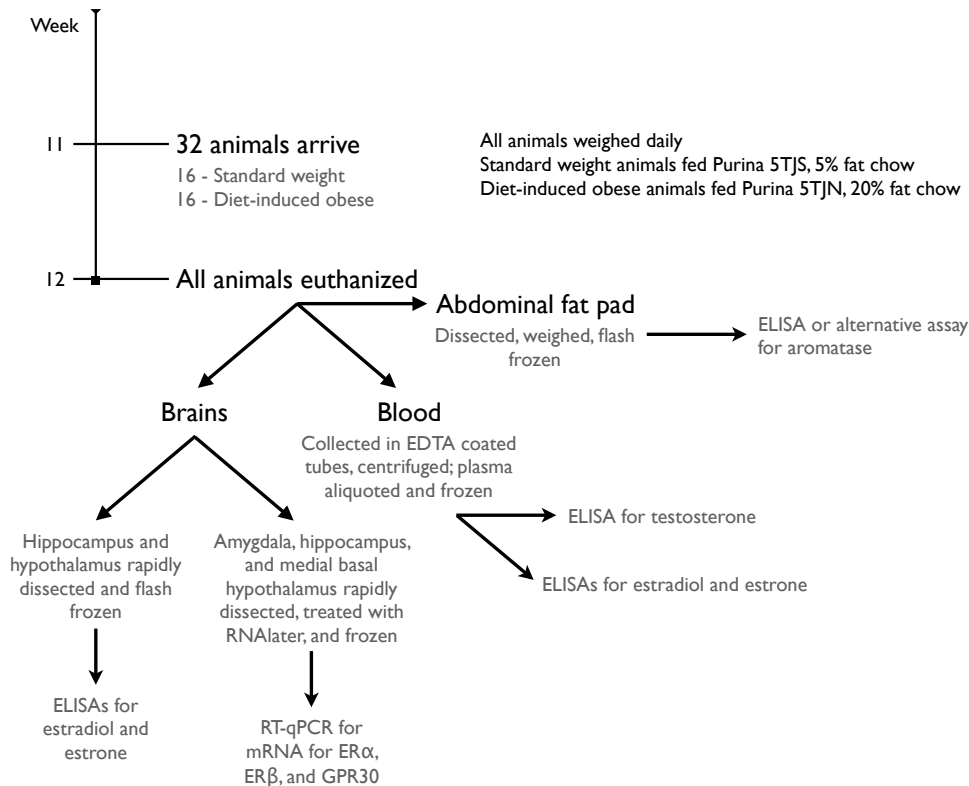 Week
11
32 animals arrive
16 - Standard weight
16 - Diet-induced obese
All animals weighed daily
Standard weight animals fed Purina 5TJS, 5% fat chow
Diet-induced obese animals fed Purina 5TJN, 20% fat chow
12
All animals euthanized
Abdominal fat pad
Dissected, weighed, flash
frozen
ELISA or alternative assay
for aromatase
Brains
Blood
Collected in EDTA coated
tubes, centrifuged; plasma
aliquoted and frozen
ELISA for testosterone
ELISAs for estradiol and estrone
Hippocampus and
hypothalamus rapidly
dissected and flash
frozen
Amygdala, hippocampus,
and medial basal
hypothalamus rapidly
dissected, treated with
RNAlater, and frozen
ELISAs for
estradiol and
estrone
RT-qPCR for
mRNA for ERα,
ERβ, and GPR30